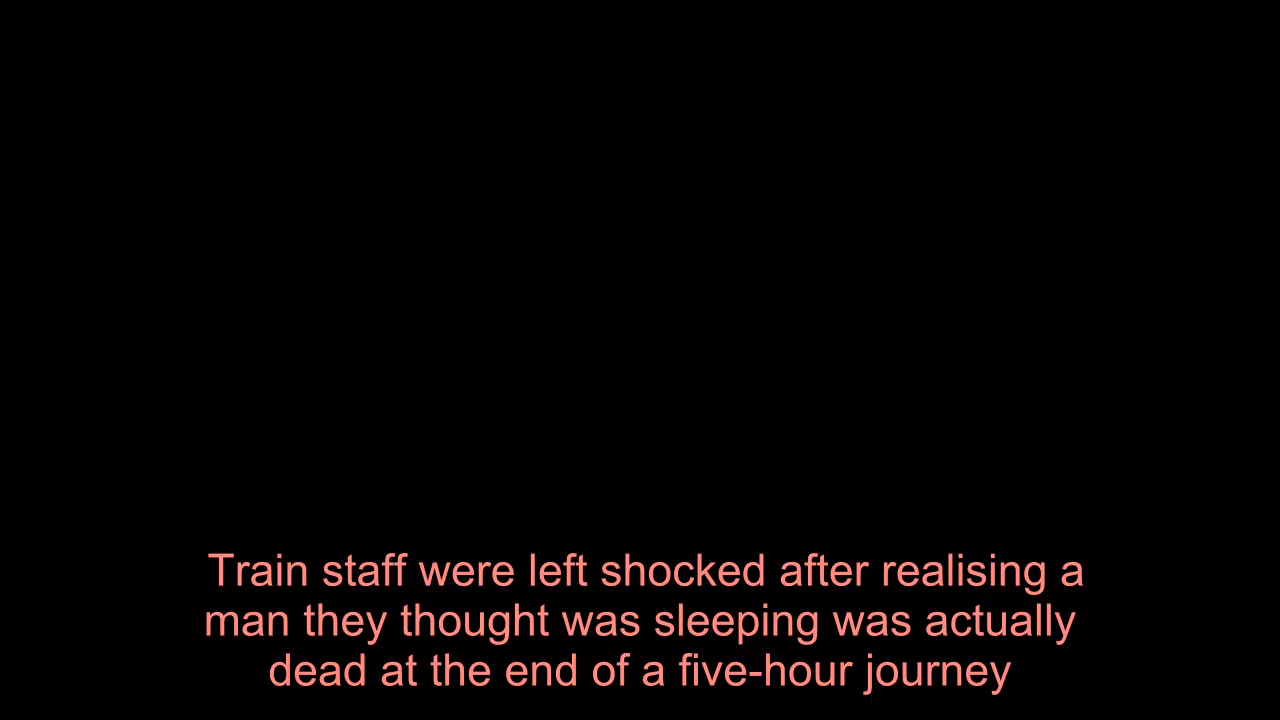 Train staff were left shocked after realising a
man they thought was sleeping was actually
dead at the end of a five-hour journey